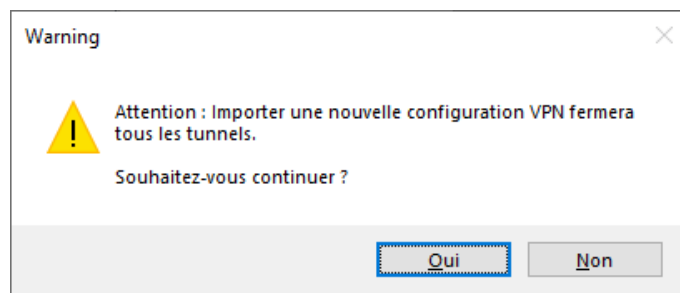 Warning
Attention : Importer une nouvelle configuration VPN fermera
tous les tunnels.
Souhaitez-vous continuer ?
Oui
Non